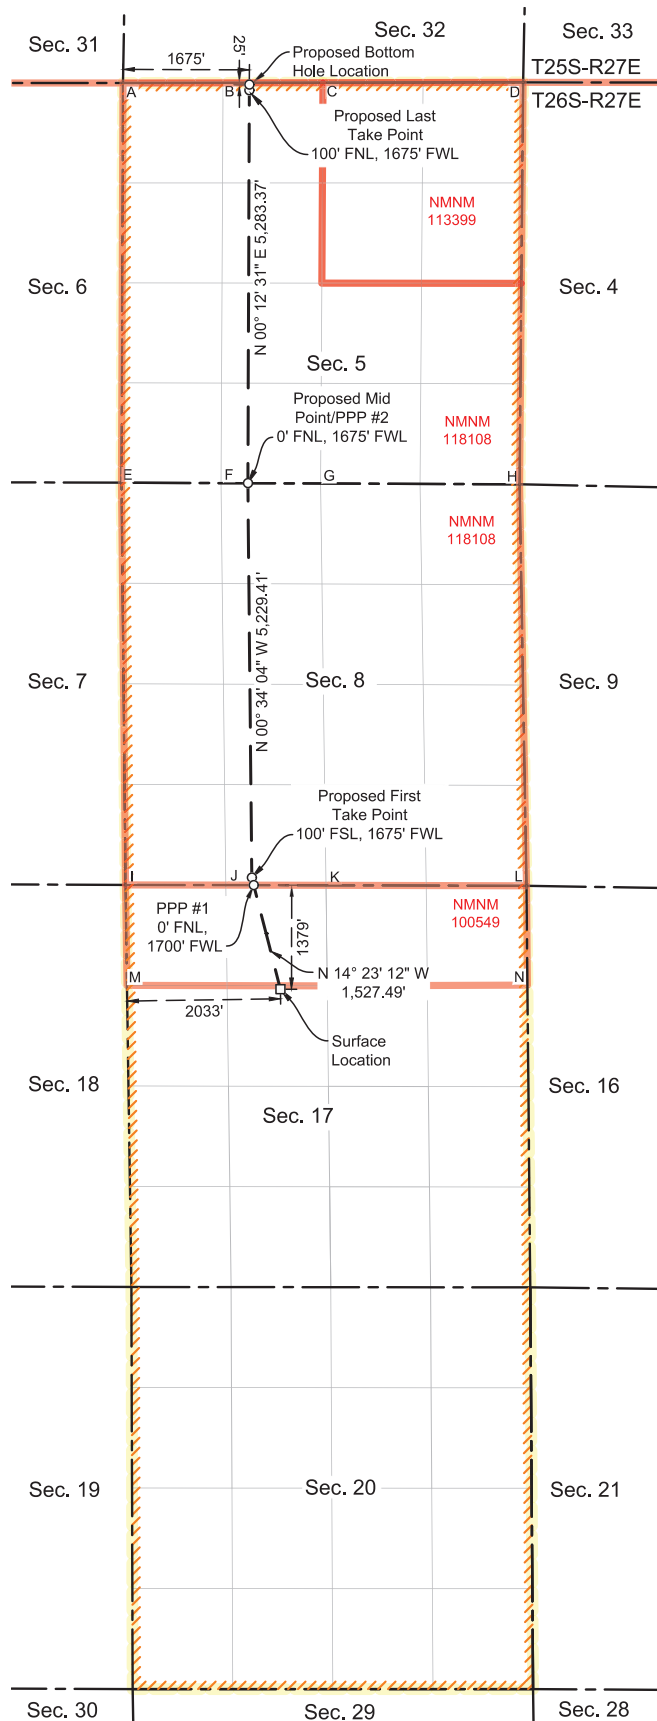 Sec. 31
Sec. 32
Sec. 33
1675'
25'
Proposed Bottom
Hole Location
T25S-R27E
T26S-R27E
A
B
C
D
Proposed Last
Take Point
100' FNL, 1675' FWL
NMNM
113399
N 00° 12' 31" E 5,283.37'
Sec. 6
Sec. 4
Sec. 5
Proposed Mid
Point/PPP #2
0' FNL, 1675' FWL
NMNM
118108
E
F
G
H
NMNM
118108
N 00° 34' 04" W 5,229.41'
Sec. 7
Sec. 8
Sec. 9
Proposed First
Take Point
100' FSL, 1675' FWL
I
J
K
L
PPP #1
0' FNL,
1700' FWL
1379'
NMNM
100549
M
N
N 14° 23' 12" W
1,527.49'
2033'
Surface
Location
Sec. 18
Sec. 16
Sec. 17
Sec. 19
Sec. 20
Sec. 21
Sec. 30
Sec. 29
Sec. 28